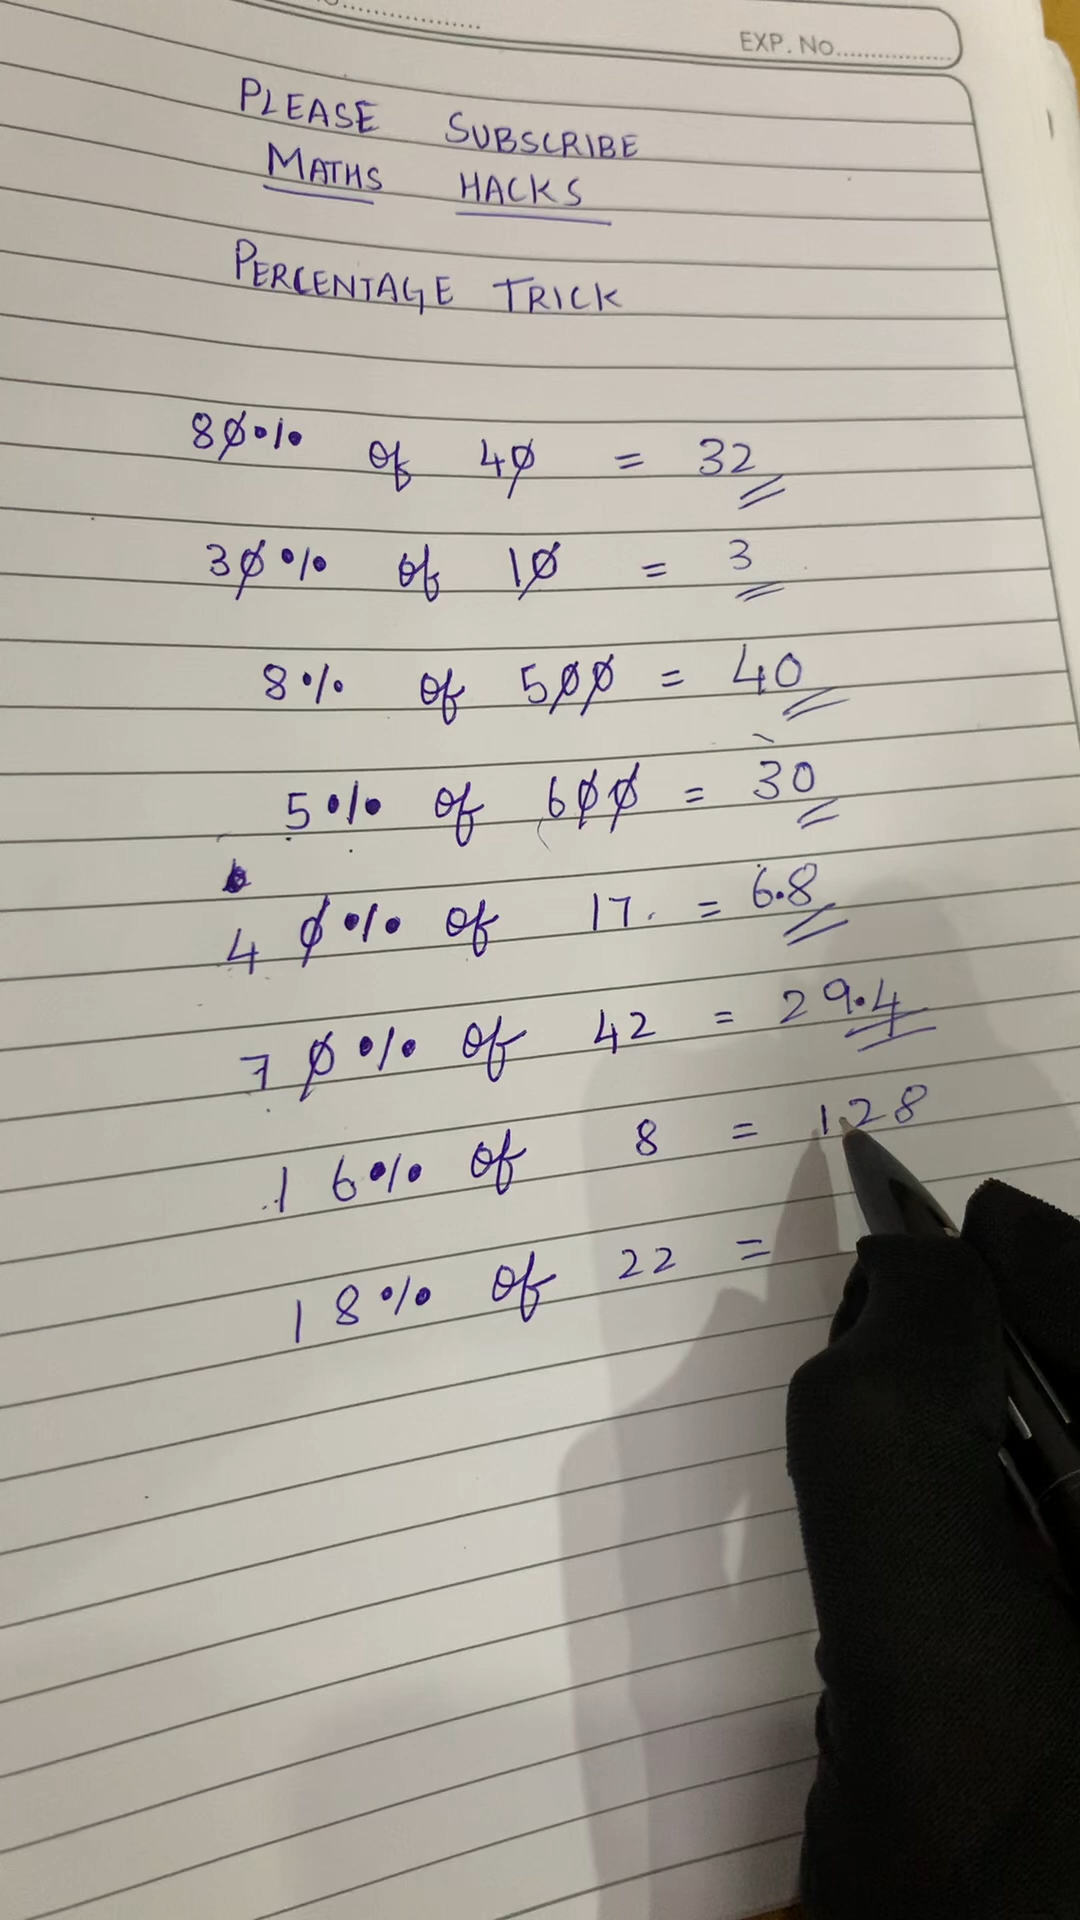 EXP. NO..................
PLEASE SUBSCRIBE
MATHS HACKS
PERCENTAGE TRICK
80% of 40 = 32
30% of 10 = 3
8% of 500 = 40
5% of 600 = 30
40% of 17. = 6.8
70% of 42 = 29.4
16% of 8 = 1.28
18% of 22 =